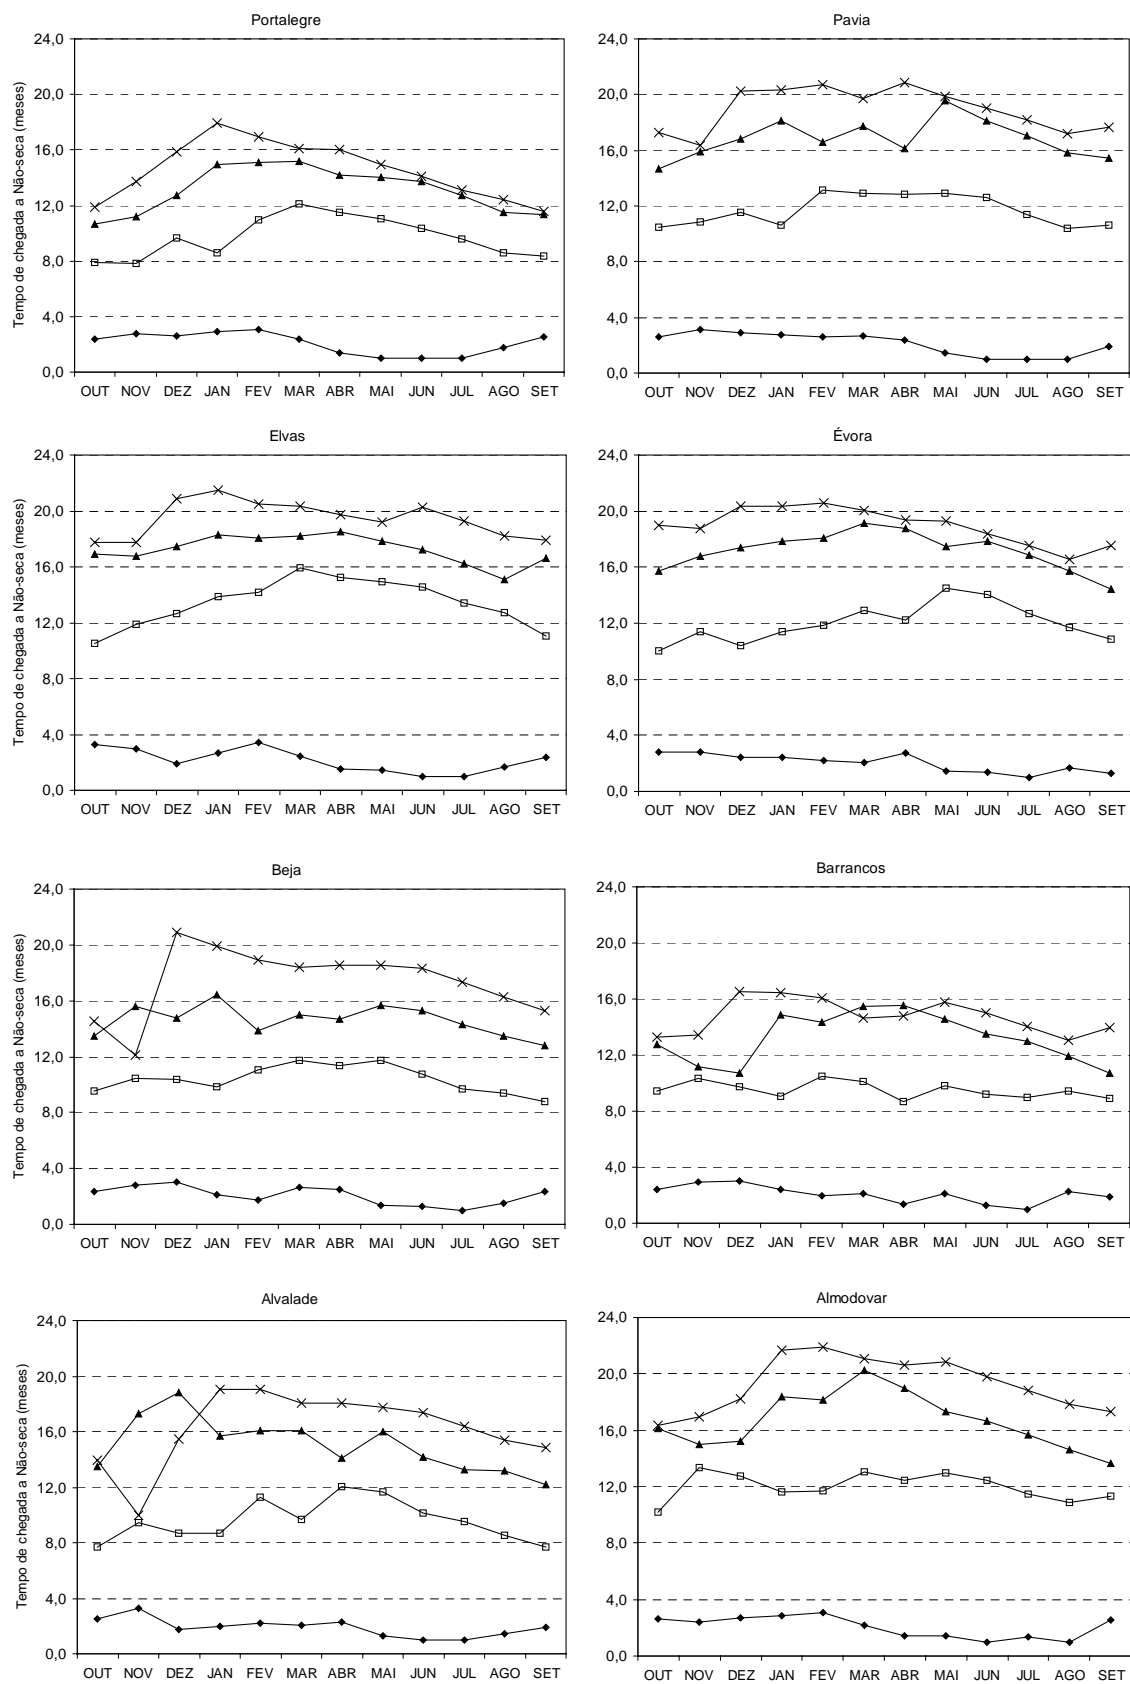 Portalegre
Pavia
Tempo de chegada a Não-seca (meses)
24,0
20,0
16,0
12,0
8,0
4,0
0,0
OUT NOV DEZ JAN FEV MAR ABR MAI JUN JUL AGO SET
24,0
20,0
16,0
12,0
8,0
4,0
0,0
OUT NOV DEZ JAN FEV MAR ABR MAI JUN JUL AGO SET
Elvas
Évora
Tempo de chegada a Não-seca (meses)
24,0
20,0
16,0
12,0
8,0
4,0
0,0
OUT NOV DEZ JAN FEV MAR ABR MAI JUN JUL AGO SET
24,0
20,0
16,0
12,0
8,0
4,0
0,0
OUT NOV DEZ JAN FEV MAR ABR MAI JUN JUL AGO SET
Beja
Barrancos
Tempo de chegada a Não-seca (meses)
24,0
20,0
16,0
12,0
8,0
4,0
0,0
OUT NOV DEZ JAN FEV MAR ABR MAI JUN JUL AGO SET
24,0
20,0
16,0
12,0
8,0
4,0
0,0
OUT NOV DEZ JAN FEV MAR ABR MAI JUN JUL AGO SET
Alvalade
Almodovar
Tempo de chegada a Não-seca (meses)
24,0
20,0
16,0
12,0
8,0
4,0
0,0
OUT NOV DEZ JAN FEV MAR ABR MAI JUN JUL AGO SET
24,0
20,0
16,0
12,0
8,0
4,0
0,0
OUT NOV DEZ JAN FEV MAR ABR MAI JUN JUL AGO SET